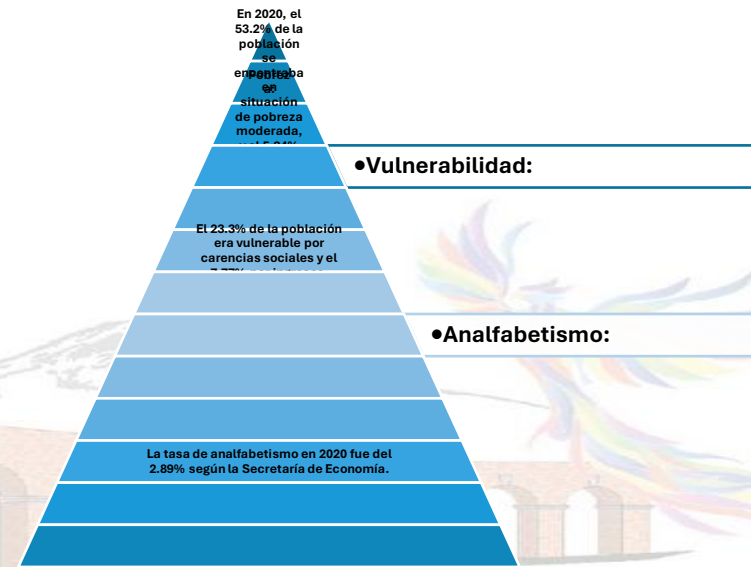 En 2020, el
53.2% de la
población
se
encontraba
en
situación
de pobreza
moderada,
•Vulnerabilidad:
El 23.3% de la población
era vulnerable por
carencias sociales y el
•Analfabetismo:
La tasa de analfabetismo en 2020 fue del
2.89% según la Secretaría de Economía.